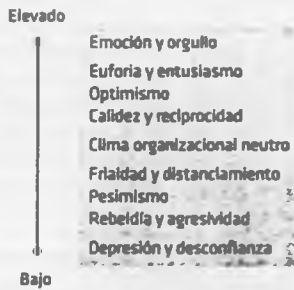 Elevado
Emoción y orgullo
Euforia y entusiasmo
Optimismo
Calidez y reciprocidad
Clima organizacional neutro
Frialdad y distanciamiento
Pesimismo
Rebeldía y agresividad
Depresión y desconfianza
Bajo